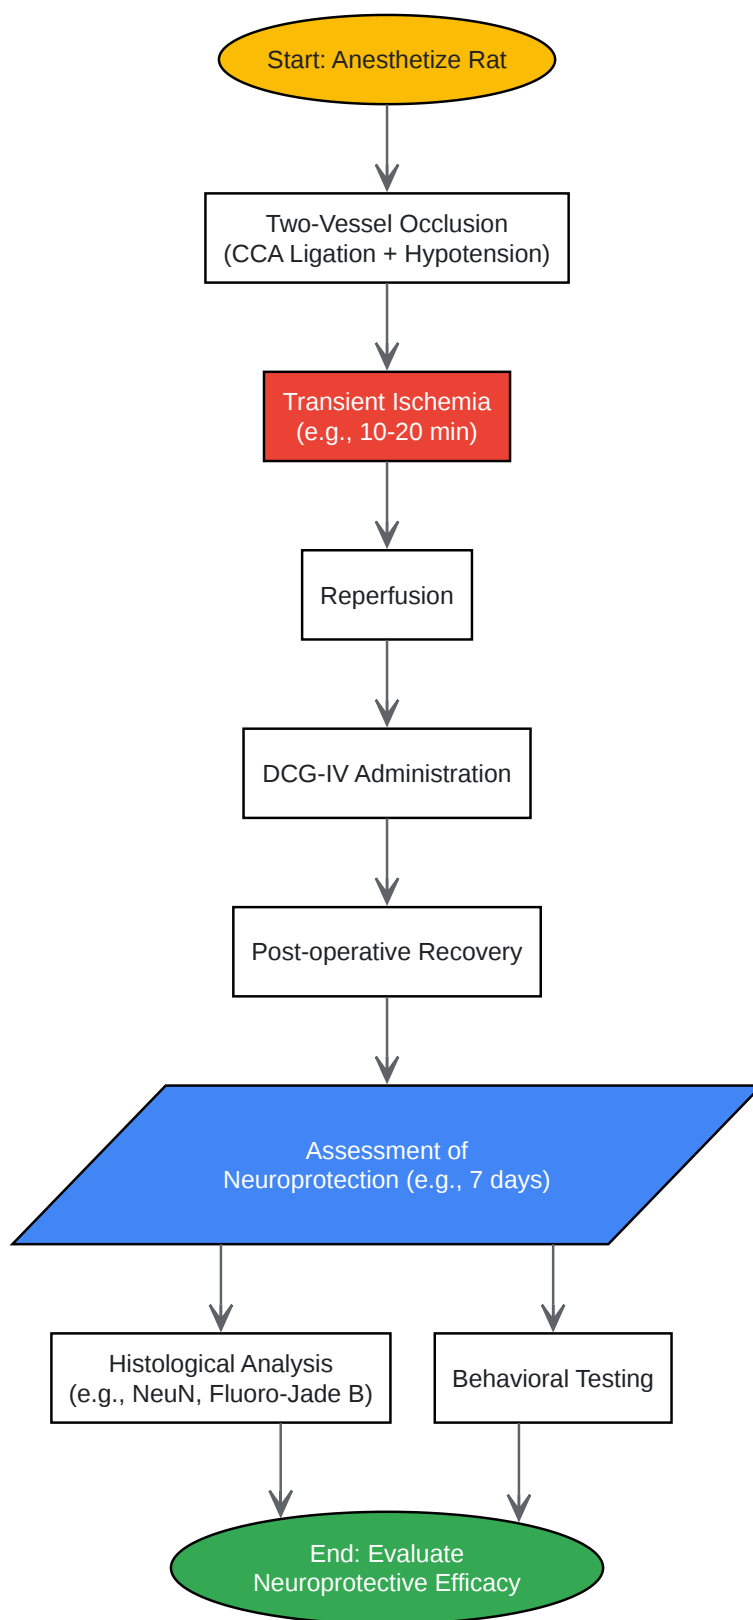 Start: Anesthetize Rat
Two-Vessel Occlusion
(CCA Ligation + Hypotension)
Transient Ischemia
(e.g., 10-20 min)
Reperfusion
DCG-IV Administration
Post-operative Recovery
Assessment of
Neuroprotection (e.g., 7 days)
Histological Analysis
(e.g., NeuN, Fluoro-Jade B)
Behavioral Testing
End: Evaluate
Neuroprotective Efficacy